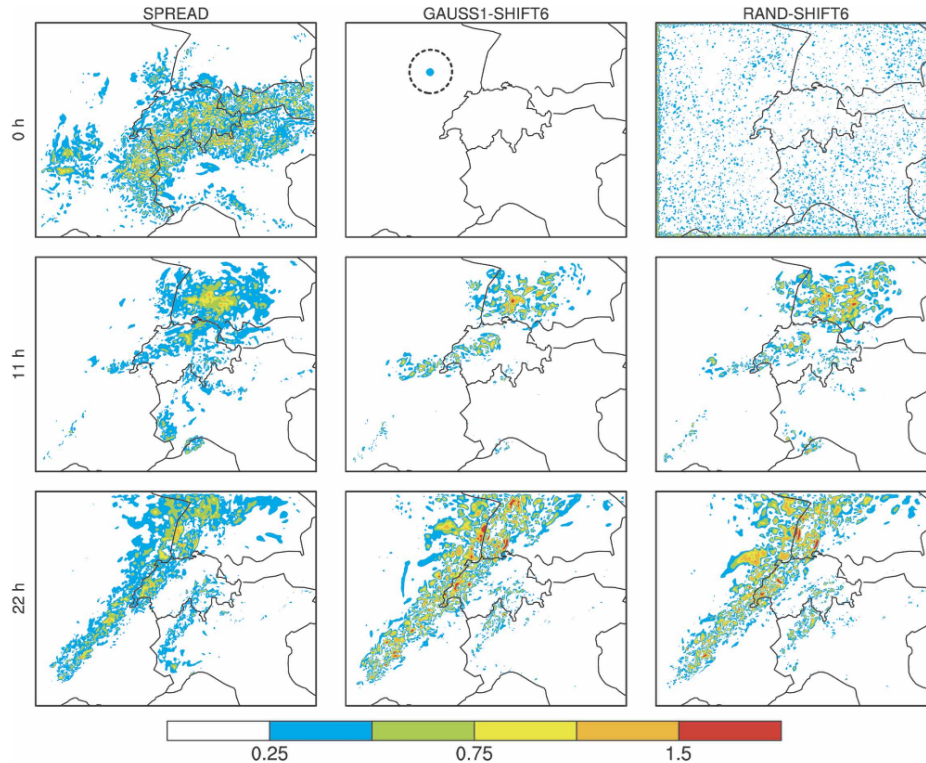 SPREAD GAUSS1-SHIFT6 RAND-SHIFT6
0 h
11 h
22 h
0.25 0.75 1.5